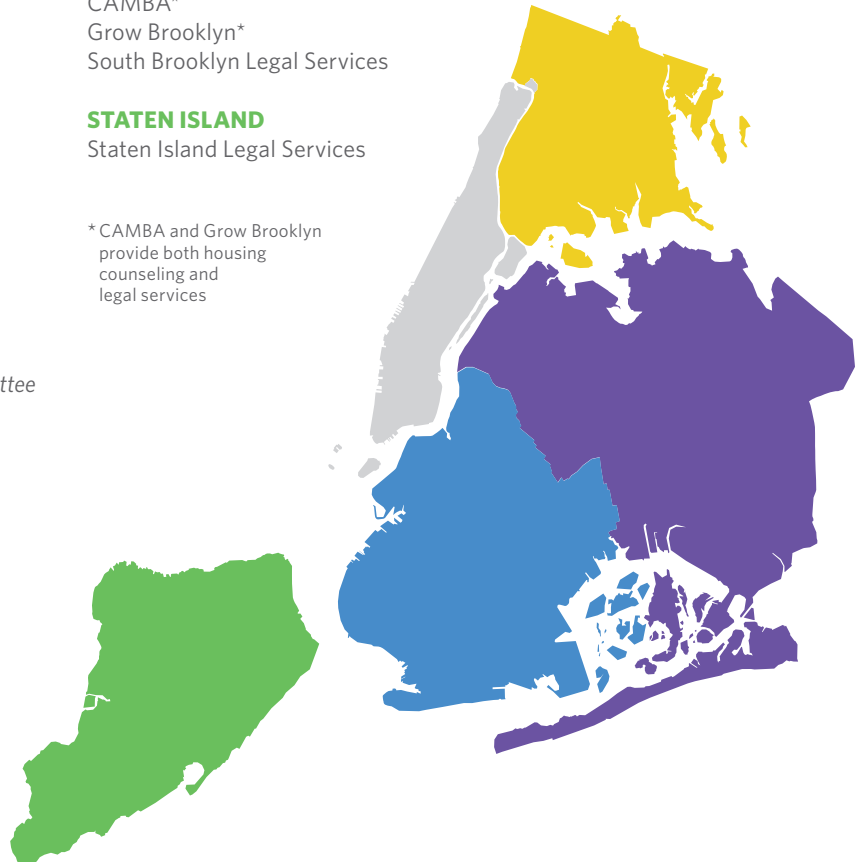 CAMBA*
Grow Brooklyn*
South Brooklyn Legal Services
STATEN ISLAND
Staten Island Legal Services
* CAMBA and Grow Brooklyn
provide both housing
counseling and
legal services
ttee